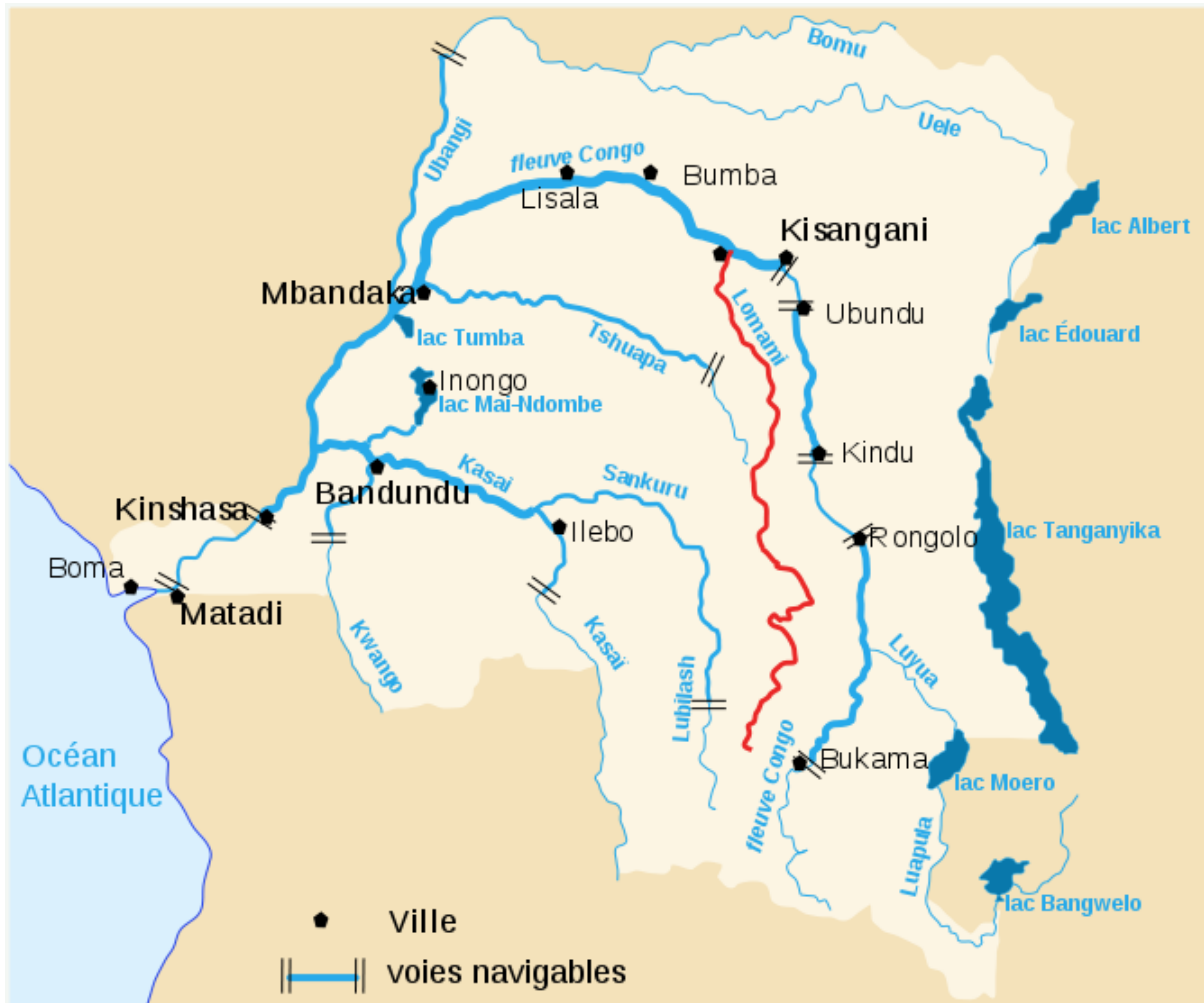 Bomu
Uele
Ubangi
fleuve Congo
Bumba
Lisala
Kisangani
lac Albert
Mbandaka
Lomami
Ubundu
lac Édouard
lac Tumba
Tshuapa
Inongo
lac Mai-Ndombe
Kindu
Kasai
Sankuru
Bandundu
Kinshasa
Ilebo
Rongolo
lac Tanganyika
Boma
Matadi
Kwango
Kasaï
Lubilash
Luyua
fleuve Congo
Bukama
Océan
Atlantique
lac Moero
Luapula
lac Bangwelo
Ville
voies navigables